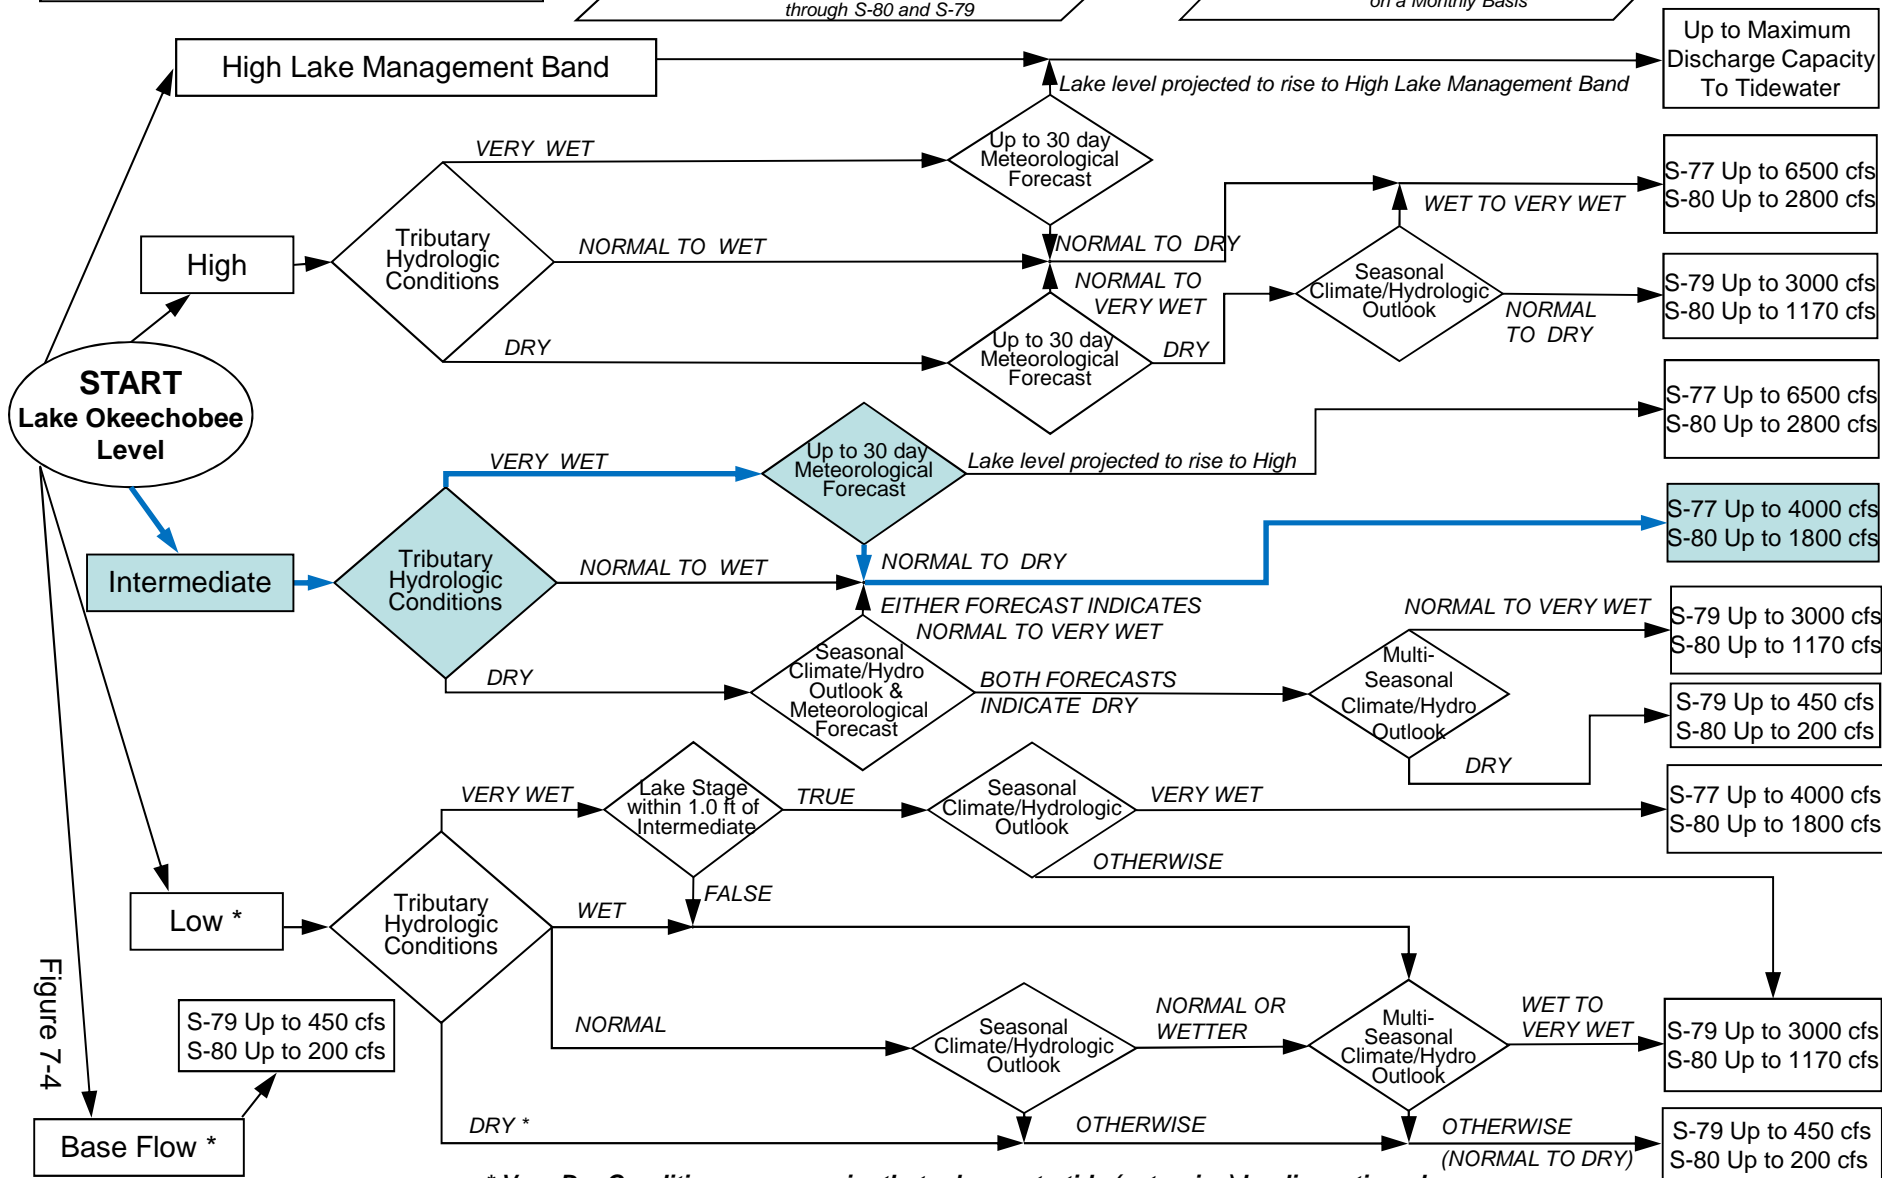 through S-80 and S-79
on a Monthly Basis
Up to Maximum
Discharge Capacity
To Tidewater
High Lake Management Band
Lake level projected to rise to High Lake Management Band
VERY WET
Up to 30 day
Meteorological
Forecast
S-77 Up to 6500 cfs
S-80 Up to 2800 cfs
WET TO VERY WET
High
Tributary
Hydrologic
Conditions
NORMAL TO WET
NORMAL TO DRY
NORMAL TO
VERY WET
Seasonal
Climate/Hydrologic
Outlook
NORMAL
TO DRY
S-79 Up to 3000 cfs
S-80 Up to 1170 cfs
DRY
Up to 30 day
Meteorological
Forecast
DRY
START
Lake Okeechobee
Level
S-77 Up to 6500 cfs
S-80 Up to 2800 cfs
VERY WET
Up to 30 day
Meteorological
Forecast
Lake level projected to rise to High
S-77 Up to 4000 cfs
S-80 Up to 1800 cfs
Intermediate
Tributary
Hydrologic
Conditions
NORMAL TO WET
NORMAL TO DRY
EITHER FORECAST INDICATES
NORMAL TO VERY WET
NORMAL TO VERY WET
S-79 Up to 3000 cfs
S-80 Up to 1170 cfs
DRY
Seasonal
Climate/Hydro
Outlook &
Meteorological
Forecast
BOTH FORECASTS
INDICATE DRY
Multi-
Seasonal
Climate/Hydro
Outlook
DRY
S-79 Up to 450 cfs
S-80 Up to 200 cfs
VERY WET
Lake Stage
within 1.0 ft of
Intermediate
TRUE
Seasonal
Climate/Hydrologic
Outlook
VERY WET
S-77 Up to 4000 cfs
S-80 Up to 1800 cfs
OTHERWISE
FALSE
Low *
Tributary
Hydrologic
Conditions
WET
NORMAL
Seasonal
Climate/Hydrologic
Outlook
NORMAL OR
WETTER
Multi-
Seasonal
Climate/Hydro
Outlook
WET TO
VERY WET
S-79 Up to 3000 cfs
S-80 Up to 1170 cfs
Figure 7-4
S-79 Up to 450 cfs
S-80 Up to 200 cfs
Base Flow *
DRY *
OTHERWISE
OTHERWISE
(NORMAL TO DRY)
S-79 Up to 450 cfs
S-80 Up to 200 cfs